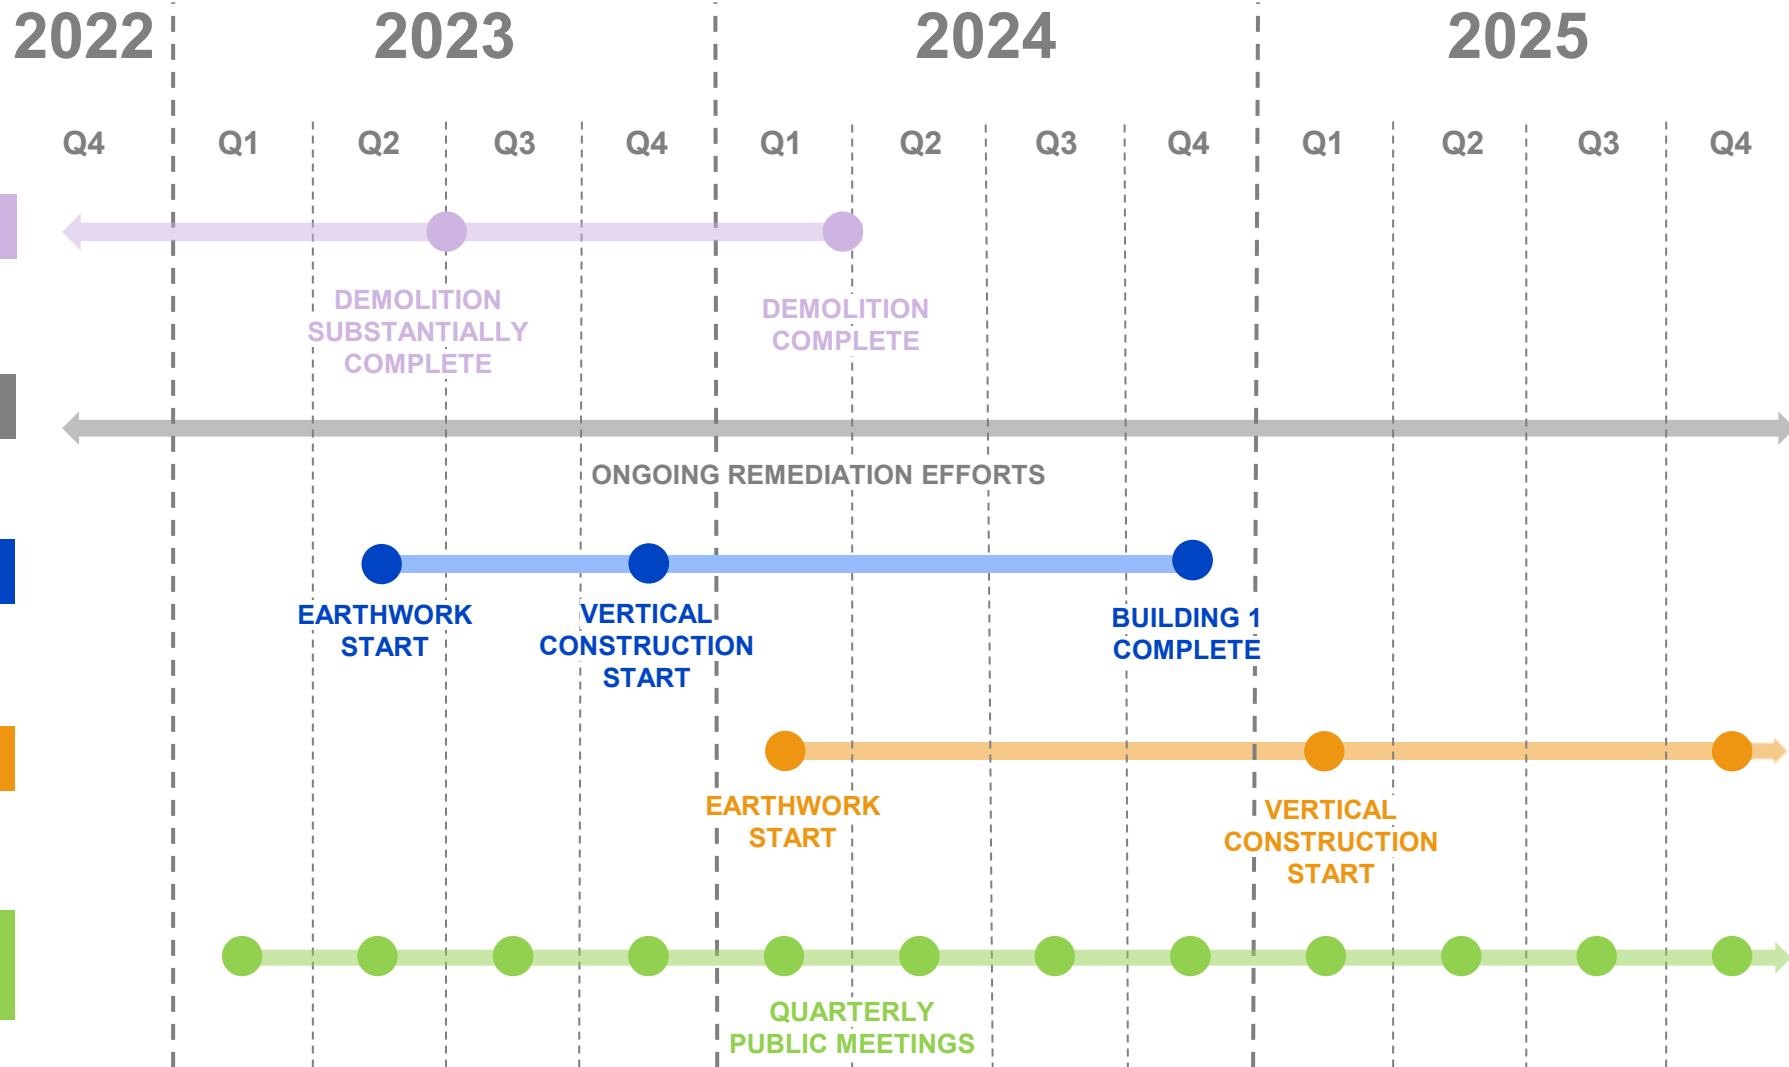 2022 2023 2024 2025
Q4 Q1 Q2 Q3 Q4 Q1 Q2 Q3 Q4 Q1 Q2 Q3 Q4
DEMOLITION
SUBSTANTIALLY
COMPLETE
DEMOLITION
COMPLETE
ONGOING REMEDIATION EFFORTS
EARTHWORK
START
VERTICAL
CONSTRUCTION
START
BUILDING 1
COMPLETE
EARTHWORK
START
VERTICAL
CONSTRUCTION
START
QUARTERLY
PUBLIC MEETINGS